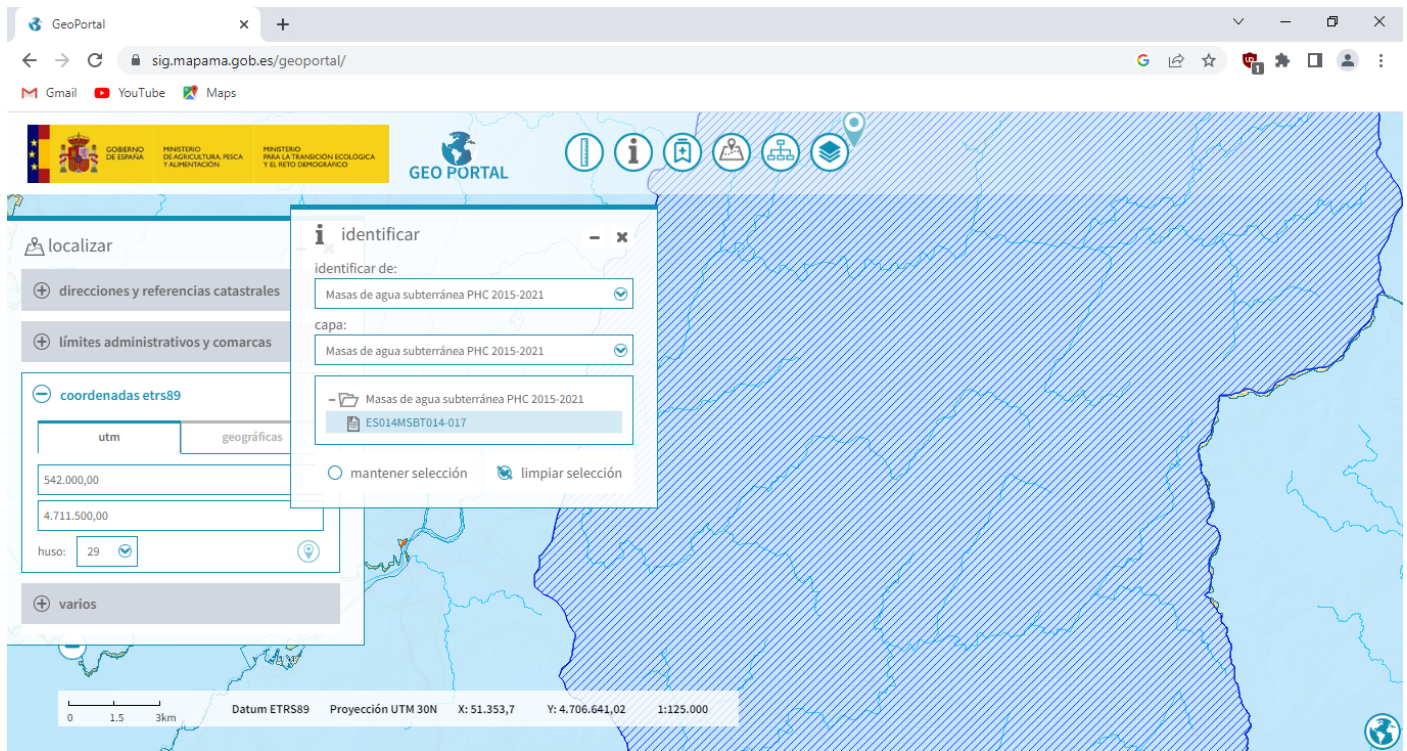 GeoPortal
sig.mapama.gob.es/geoportal/
1
Gmail YouTube Maps
GOBIERNO
DE ESPAÑA
MINISTERIO
DE AGRICULTURA, PESCA
Y ALIMENTACIÓN
MINISTERIO
PARA LA TRANSICIÓN ECOLÓGICA
Y EL RETO DEMOGRÁFICO
GEO PORTAL
localizar
direcciones y referencias catastrales
límites administrativos y comarcas
coordenadas etrs89
utm geográficas
542.000,00
4.711.500,00
huso: 29
varios
identificar
identificar de:
Masas de agua subterránea PHC 2015-2021
capa:
Masas de agua subterránea PHC 2015-2021
Masas de agua subterránea PHC 2015-2021
ES014MSBT014-017
mantener selección limpiar selección
0 1.5 3km
Datum ETRS89 Proyección UTM 30N X: 51.353,7 Y: 4.706.641,02 1:125.000